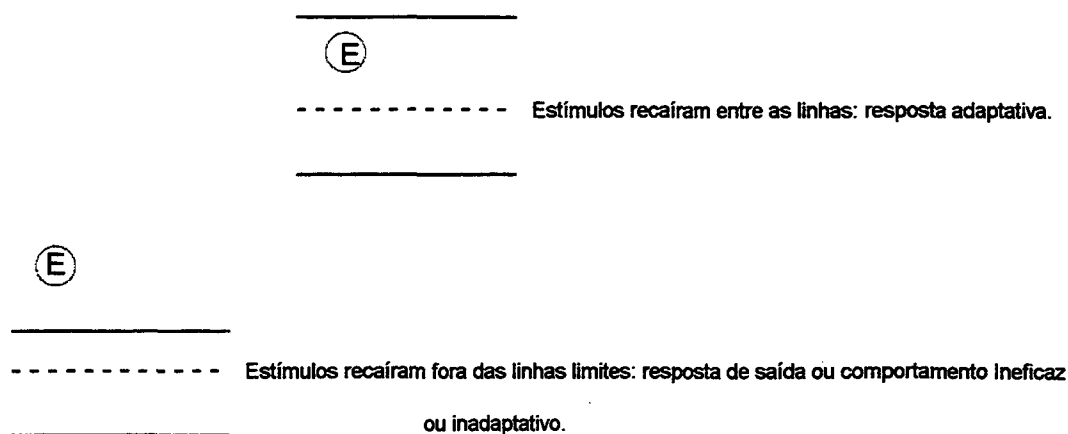 E
Estímulos recaíram entre as linhas: resposta adaptativa.
E
Estímulos recaíram fora das linhas limites: resposta de saída ou comportamento Ineficaz
ou inadaptativo.